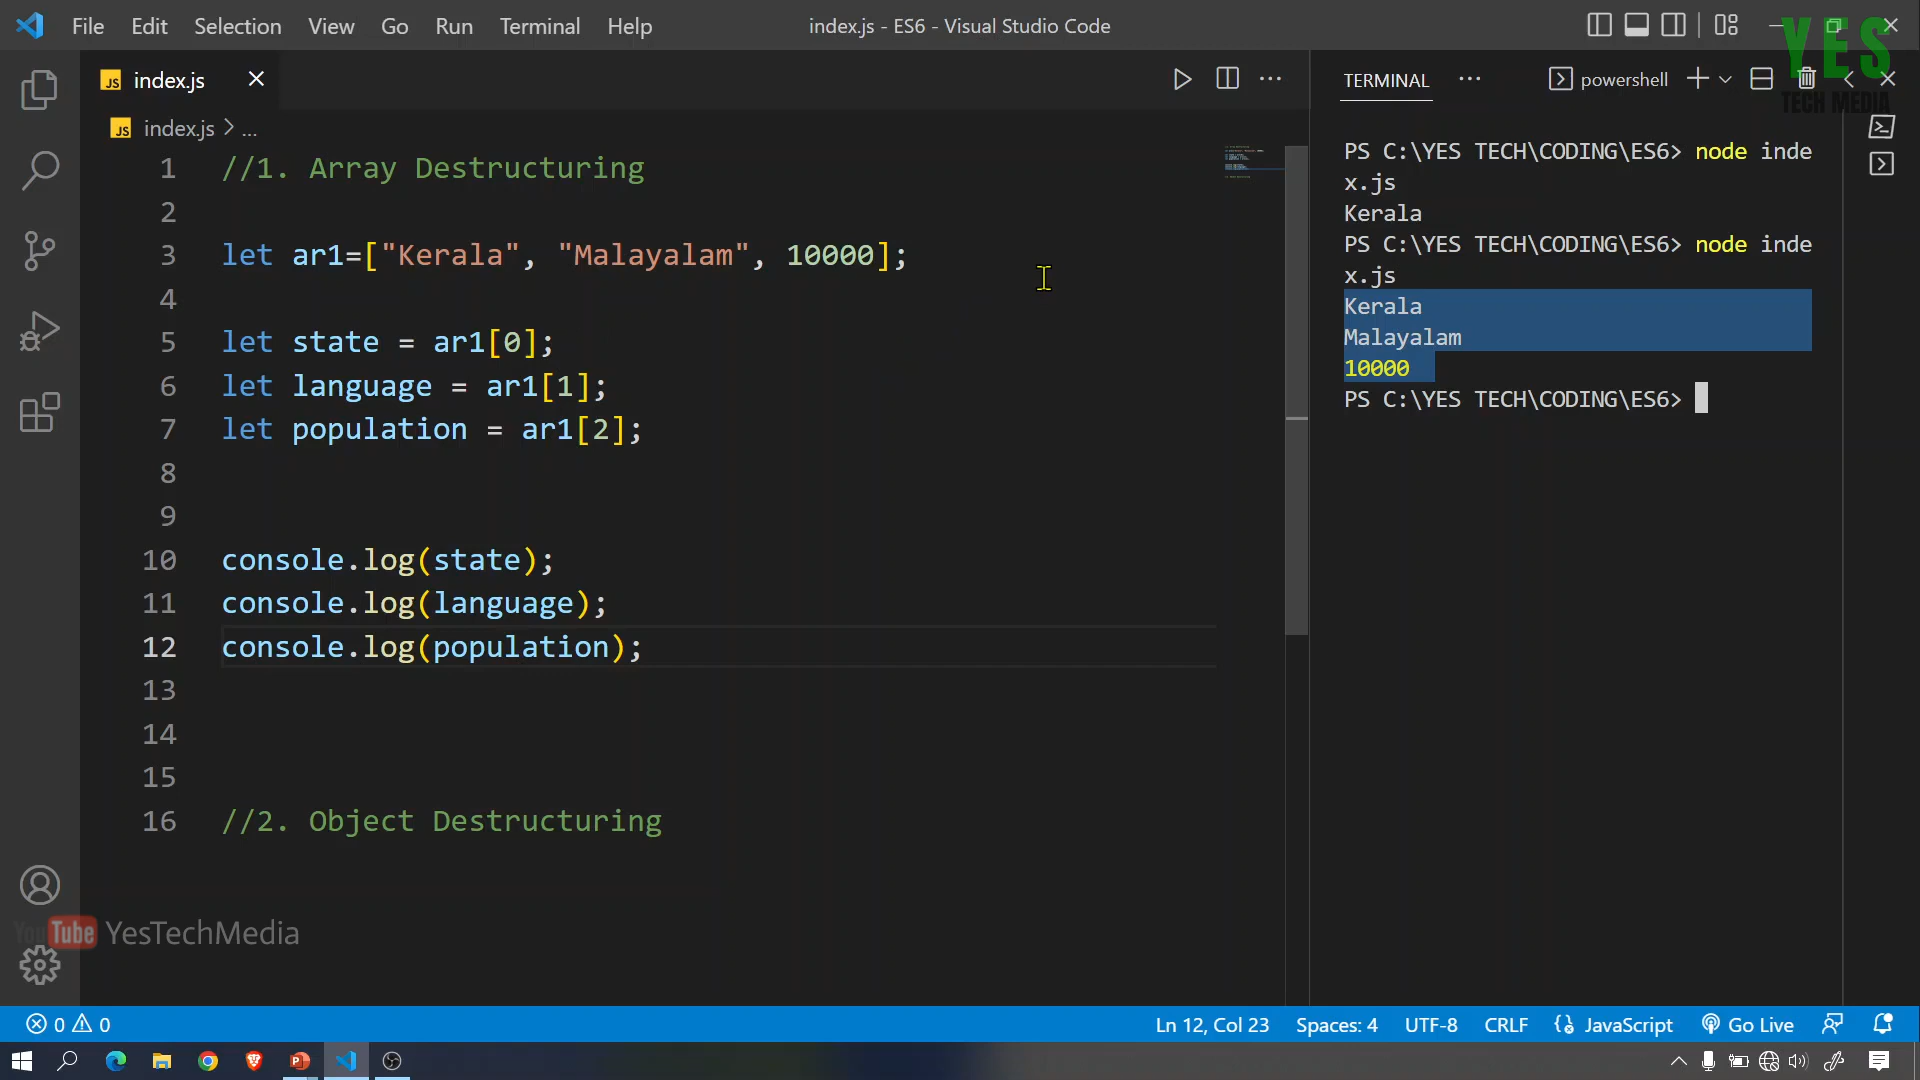 File Edit Selection View Go Run Terminal Help
index.js - ES6 - Visual Studio Code
YES
TECH MEDIA
JS index.js
JS index.js > ...
1 //1. Array Destructuring
2
3 let ar1=["Kerala", "Malayalam", 10000];
4
5 let state = ar1[0];
6 let language = ar1[1];
7 let population = ar1[2];
8
9
10 console.log(state);
11 console.log(language);
12 console.log(population);
13
14
15
16 //2. Object Destructuring
TERMINAL
powershell
PS C:\YES TECH\CODING\ES6> node inde
x.js
Kerala
PS C:\YES TECH\CODING\ES6> node inde
x.js
Kerala
Malayalam
10000
PS C:\YES TECH\CODING\ES6>
YouTube YesTechMedia
0 0
Ln 12, Col 23 Spaces: 4 UTF-8 CRLF JavaScript Go Live